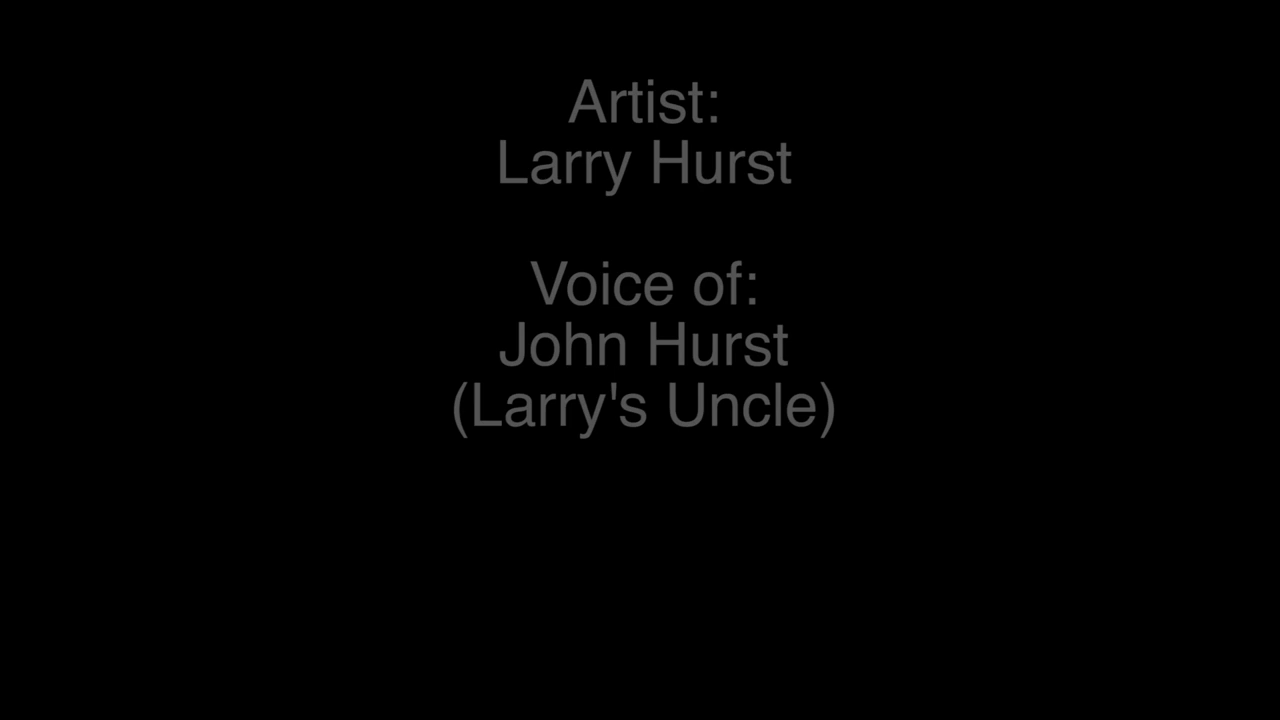 Artist:
Larry Hurst
Voice of:
John Hurst
(Larry's Uncle)